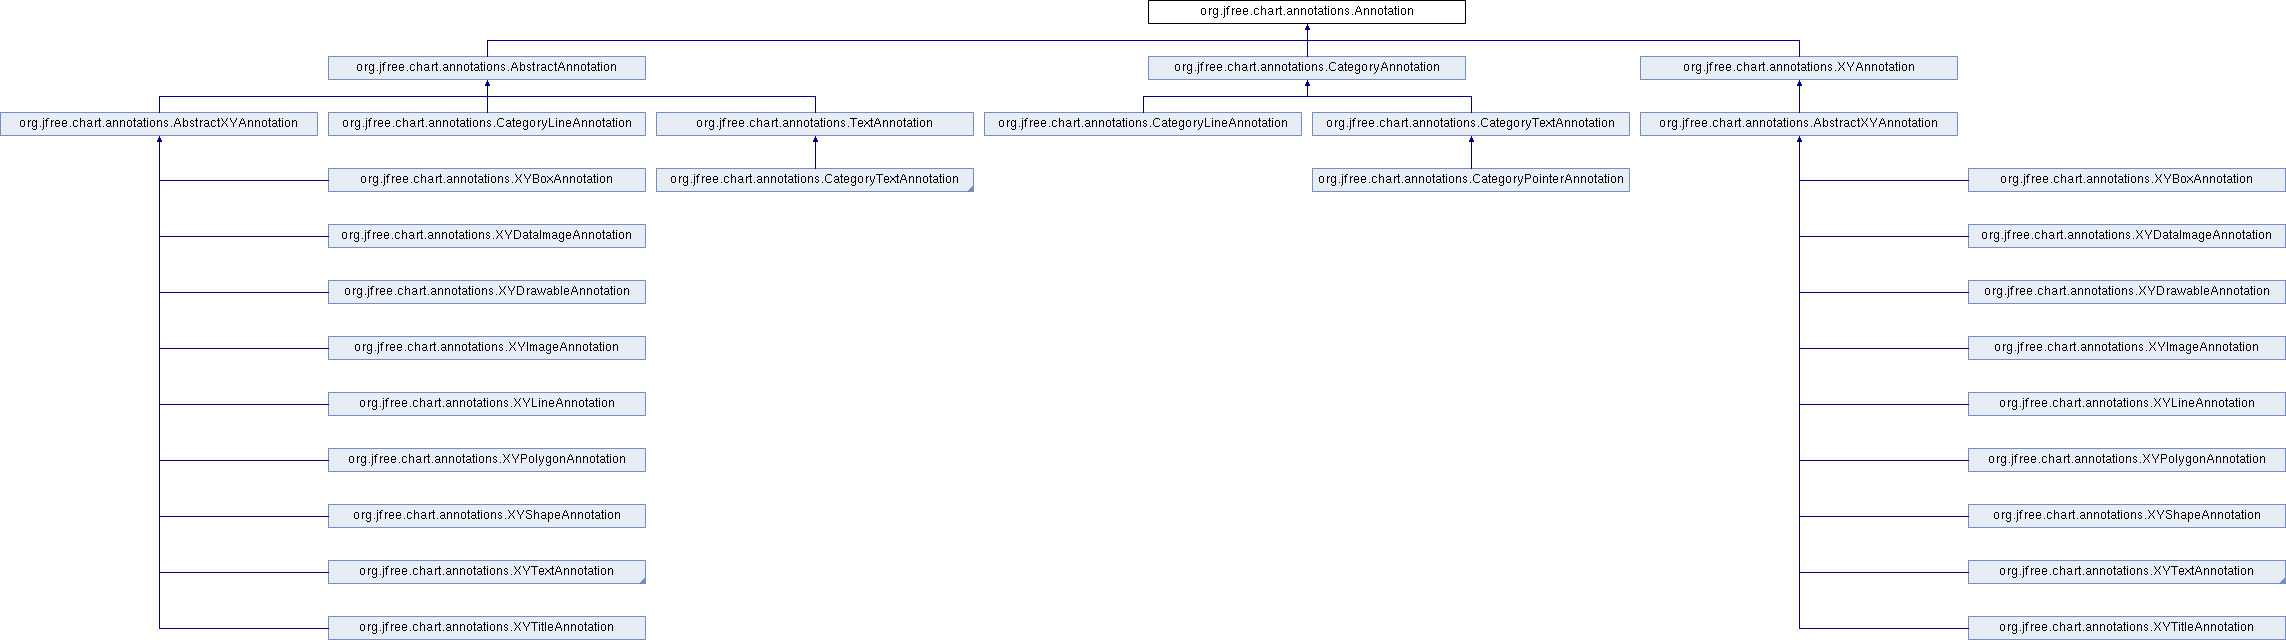 org.jfree.chart.annotations.Annotation
org.jfree.chart.annotations.AbstractAnnotation
org.jfree.chart.annotations.CategoryAnnotation
org.jfree.chart.annotations.XYAnnotation
org.jfree.chart.annotations.AbstractXYAnnotation
org.jfree.chart.annotations.CategoryLineAnnotation
org.jfree.chart.annotations.TextAnnotation
org.jfree.chart.annotations.CategoryLineAnnotation
org.jfree.chart.annotations.CategoryTextAnnotation
org.jfree.chart.annotations.AbstractXYAnnotation
org.jfree.chart.annotations.XYBoxAnnotation
org.jfree.chart.annotations.CategoryTextAnnotation
org.jfree.chart.annotations.CategoryPointerAnnotation
org.jfree.chart.annotations.XYBoxAnnotation
org.jfree.chart.annotations.XYDataImageAnnotation
org.jfree.chart.annotations.XYDataImageAnnotation
org.jfree.chart.annotations.XYDrawableAnnotation
org.jfree.chart.annotations.XYDrawableAnnotation
org.jfree.chart.annotations.XYImageAnnotation
org.jfree.chart.annotations.XYImageAnnotation
org.jfree.chart.annotations.XYLineAnnotation
org.jfree.chart.annotations.XYLineAnnotation
org.jfree.chart.annotations.XYPolygonAnnotation
org.jfree.chart.annotations.XYPolygonAnnotation
org.jfree.chart.annotations.XYShapeAnnotation
org.jfree.chart.annotations.XYShapeAnnotation
org.jfree.chart.annotations.XYTextAnnotation
org.jfree.chart.annotations.XYTextAnnotation
org.jfree.chart.annotations.XYTitleAnnotation
org.jfree.chart.annotations.XYTitleAnnotation